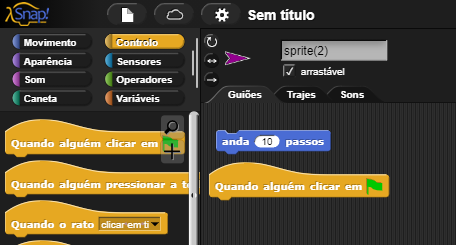 Snap!
Sem título
Movimento
Controlo
Aparência
Sensores
Som
Operadores
Caneta
Variáveis
sprite(2)
arrastável
Guiões
Trajes
Sons
Quando alguém clicar em
Quando alguém pressionar a t
Quando o rato clicar em ti
anda 10 passos
Quando alguém clicar em